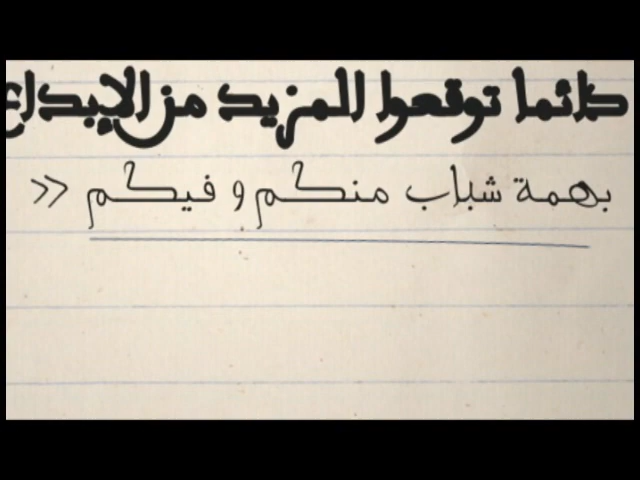 دائما توقعوا المزيد من الإبداع
بهمة شباب منكم و فيكم >>